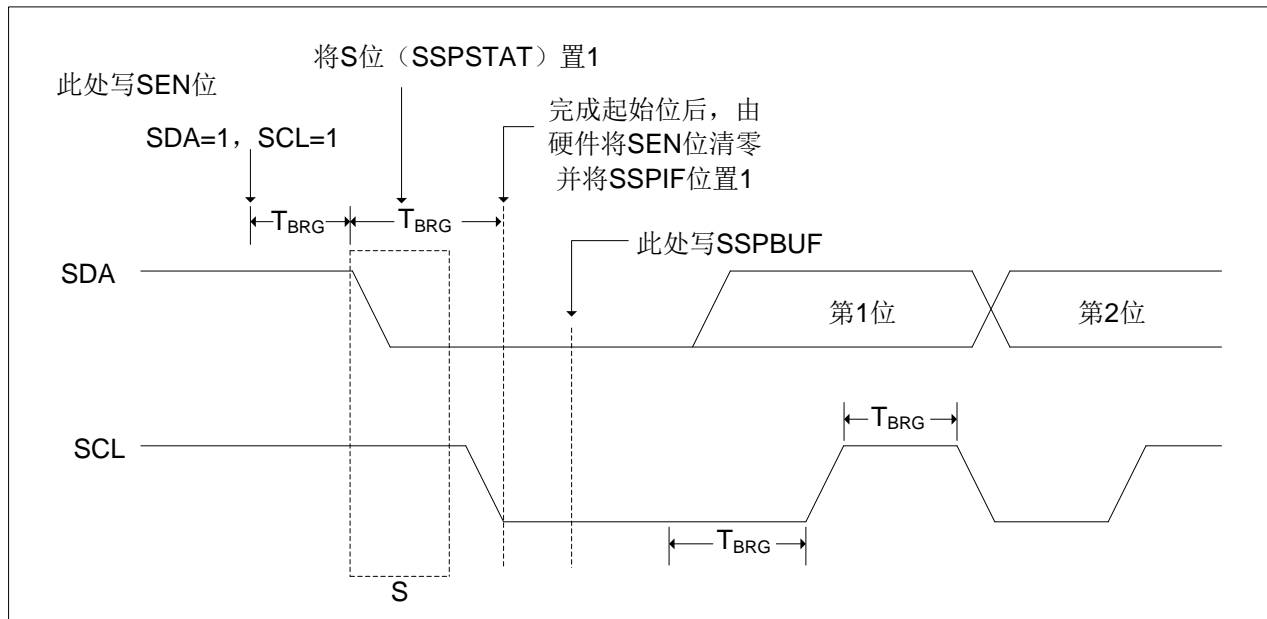 将S位（SSPSTAT）置1
此处写SEN位
SDA=1，SCL=1
完成起始位后，由
硬件将SEN位清零
并将SSPIF位置1
TBRG
TBRG
此处写SSPBUF
SDA
第1位
第2位
TBRG
SCL
TBRG
S